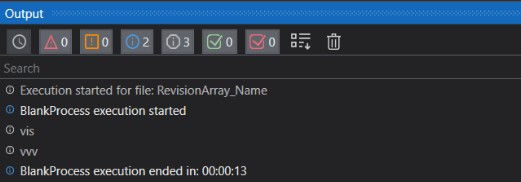 Output
0 0 2 3 0 0
Search
Execution started for file: RevisionArray_Name
BlankProcess execution started
vis
vvv
BlankProcess execution ended in: 00:00:13